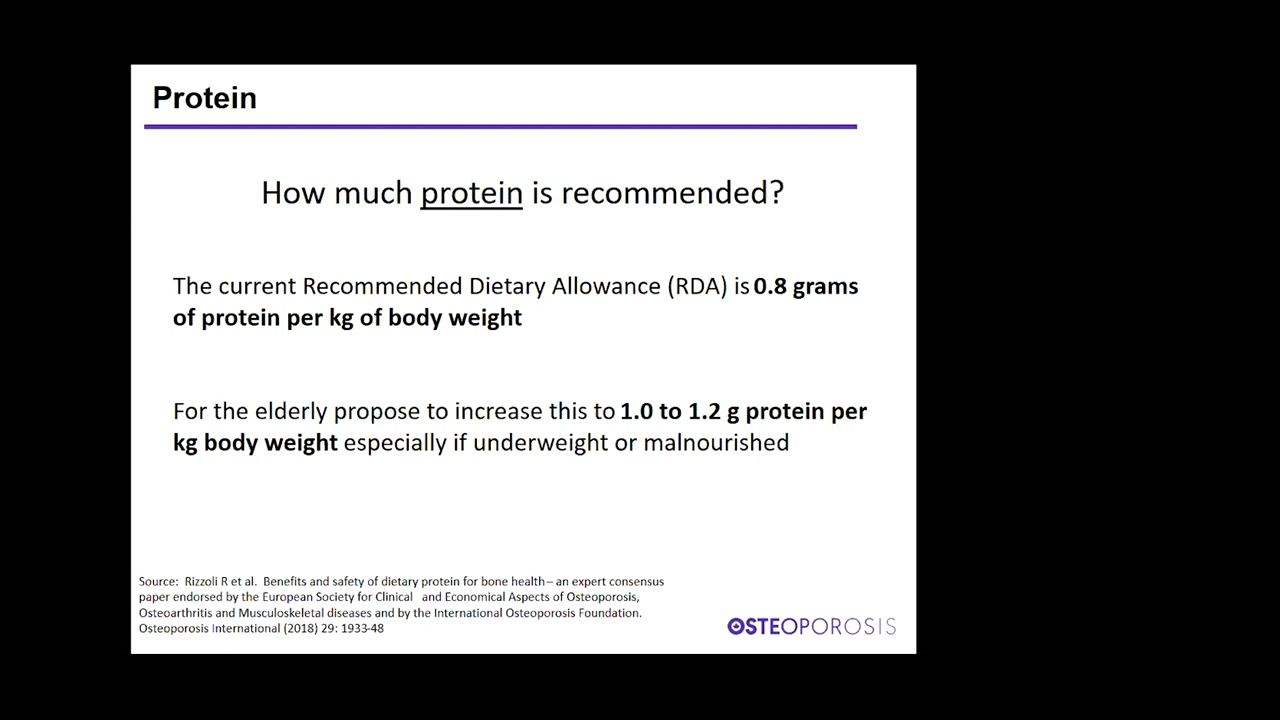 Protein
How much protein is recommended?
The current Recommended Dietary Allowance (RDA) is 0.8 grams
of protein per kg of body weight
For the elderly propose to increase this to 1.0 to 1.2 g protein per
kg body weight especially if underweight or malnourished
Source: Rizzoli R et al. Benefits and safety of dietary protein for bone health– an expert consensus
paper endorsed by the European Society for Clinical and Economical Aspects of Osteoporosis,
Osteoarthritis and Musculoskeletal diseases and by the International Osteoporosis Foundation.
Osteoporosis International (2018) 29: 1933-48
OSTEOPOROSIS